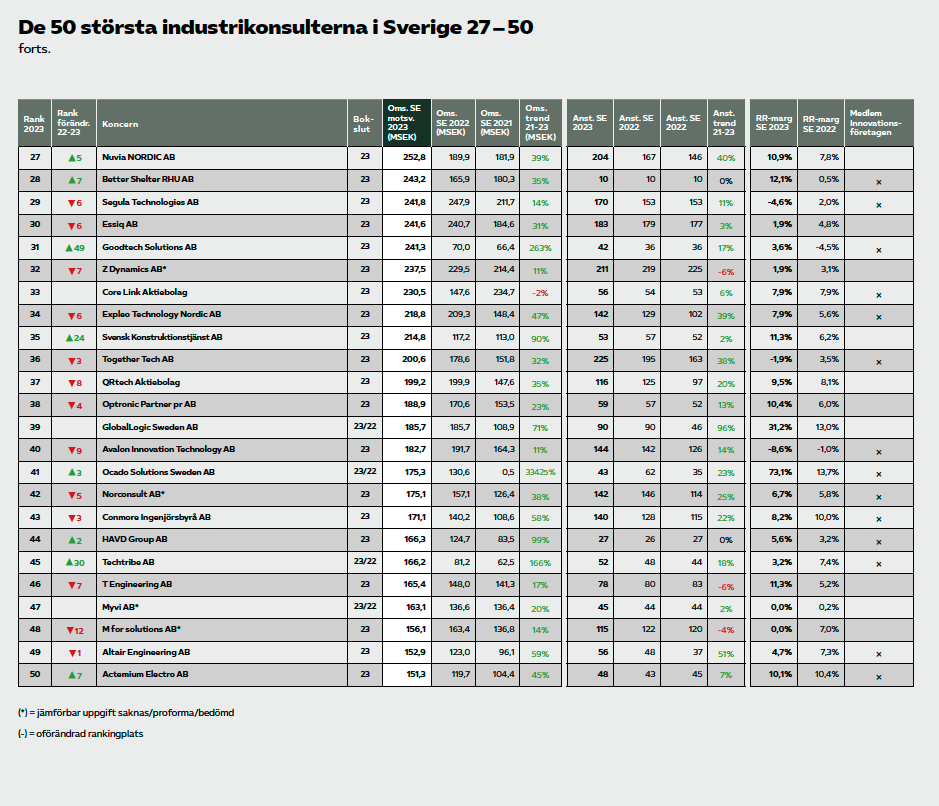 De 50 största industrikonsulterna i Sverige 27–50
forts.
Rank 2023 | Rank förändr. 22-23 | Koncern | Bok-slut | Oms. SE motsv. 2023 (MSEK) | Oms. SE 2022 (MSEK) | Oms. SE 2021 (MSEK) | Oms. trend 21-23 (MSEK) | Anst. SE 2023 | Anst. SE 2022 | Anst. SE 2022 | Anst. trend 21-23 | RR-marg SE 2023 | RR-marg SE 2022 | Medlem Innovations-företagen
27 ▲5 Nuvia NORDIC AB 23 252,8 189,9 181,9 39% 204 167 146 40% 10,9% 7,8%
28 ▲7 Better Shelter RHU AB 23 243,2 165,9 180,3 35% 10 10 10 0% 12,1% 0,5% ×
29 ▼6 Segula Technologies AB 23 241,8 247,9 211,7 14% 170 153 153 11% -4,6% 2,0% ×
30 ▼6 Essiq AB 23 241,6 240,7 184,6 31% 183 179 177 3% 1,9% 4,8%
31 ▲49 Goodtech Solutions AB 23 241,3 70,0 66,4 263% 42 36 36 17% 3,6% -4,5% ×
32 ▼7 Z Dynamics AB* 23 237,5 229,5 214,4 11% 211 219 225 -6% 1,9% 3,1%
33 Core Link Aktiebolag 23 230,5 147,6 234,7 -2% 56 54 53 6% 7,9% 7,9% ×
34 ▼6 Expleo Technology Nordic AB 23 218,8 209,3 148,4 47% 142 129 102 39% 7,9% 5,6% ×
35 ▲24 Svensk Konstruktionstjänst AB 23 214,8 117,2 113,0 90% 53 57 52 2% 11,3% 6,2%
36 ▼3 Together Tech AB 23 200,6 178,6 151,8 32% 225 195 163 38% -1,9% 3,5% ×
37 ▼8 QRtech Aktiebolag 23 199,2 199,9 147,6 35% 116 125 97 20% 9,5% 8,1%
38 ▼4 Optronic Partner pr AB 23 188,9 170,6 153,5 23% 59 57 52 13% 10,4% 6,0%
39 GlobalLogic Sweden AB 23/22 185,7 185,7 108,9 71% 90 90 46 96% 31,2% 13,0%
40 ▼9 Avalon Innovation Technology AB 23 182,7 191,7 164,3 11% 144 142 126 14% -8,6% -1,0% ×
41 ▲3 Ocado Solutions Sweden AB 23/22 175,3 130,6 0,5 33425% 43 62 35 23% 73,1% 13,7% ×
42 ▼5 Norconsult AB* 23 175,1 157,1 126,4 38% 142 146 114 25% 6,7% 5,8% ×
43 ▼3 Conmore Ingenjörsbyrå AB 23 171,1 140,2 108,6 58% 140 128 115 22% 8,2% 10,0% ×
44 ▲2 HAVD Group AB 23 166,3 124,7 83,5 99% 27 26 27 0% 5,6% 3,2% ×
45 ▲30 Techtribe AB 23/22 166,2 81,2 62,5 166% 52 48 44 18% 3,2% 7,4% ×
46 ▼7 T Engineering AB 23 165,4 148,0 141,3 17% 78 80 83 -6% 11,3% 5,2%
47 Myvi AB* 23/22 163,1 136,6 136,4 20% 45 44 44 2% 0,0% 0,2%
48 ▼12 M for solutions AB* 23 156,1 163,4 136,8 14% 115 122 120 -4% 0,0% 7,0%
49 ▼1 Altair Engineering AB 23 152,9 123,0 96,1 59% 56 48 37 51% 4,7% 7,3% ×
50 ▲7 Actemium Electro AB 23 151,3 119,7 104,4 45% 48 43 45 7% 10,1% 10,4% ×
(*) = jämförbar uppgift saknas/proforma/bedömd
(-) = oförändrad rankingplats